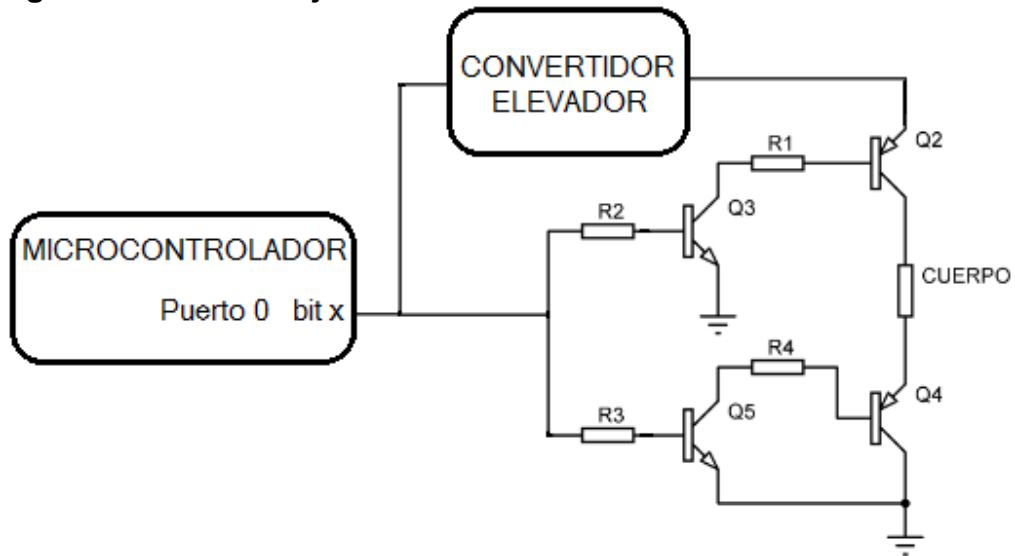 CONVERTIDOR
ELEVADOR
Q2
R1
Q3
R2
MICROCONTROLADOR
Puerto 0 bit x
CUERPO
R4
Q4
R3
Q5